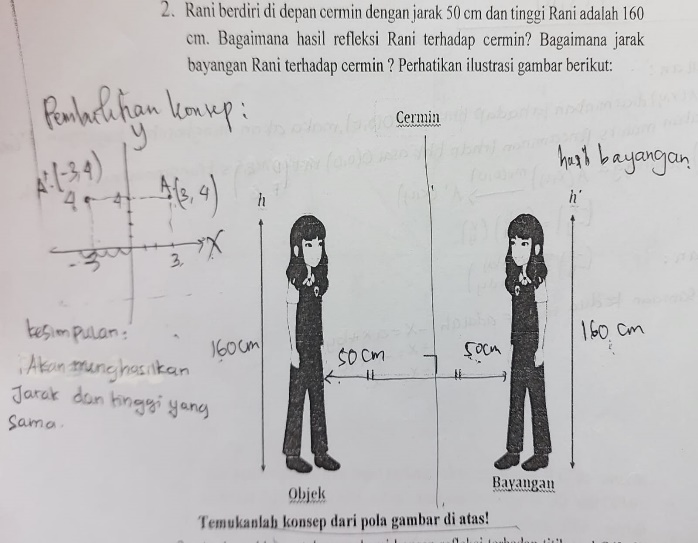 2. Rani berdiri di depan cermin dengan jarak 50 cm dan tinggi Rani adalah 160
cm. Bagaimana hasil refleksi Rani terhadap cermin? Bagaimana jarak
bayangan Rani terhadap cermin ? Perhatikan ilustrasi gambar berikut:
Pembuktian konsep:
Cermin
y
hasil bayangan
A'(-3,4)
A(3,4)
4
4
h
h'
X
-3
3
kesimpulan:
Akan menghasilkan
Jarak dan tinggi yang
sama.
160 cm
50 cm
50cm
160 cm
Objek
Bayangan
Temukanlah konsep dari pola gambar di atas!